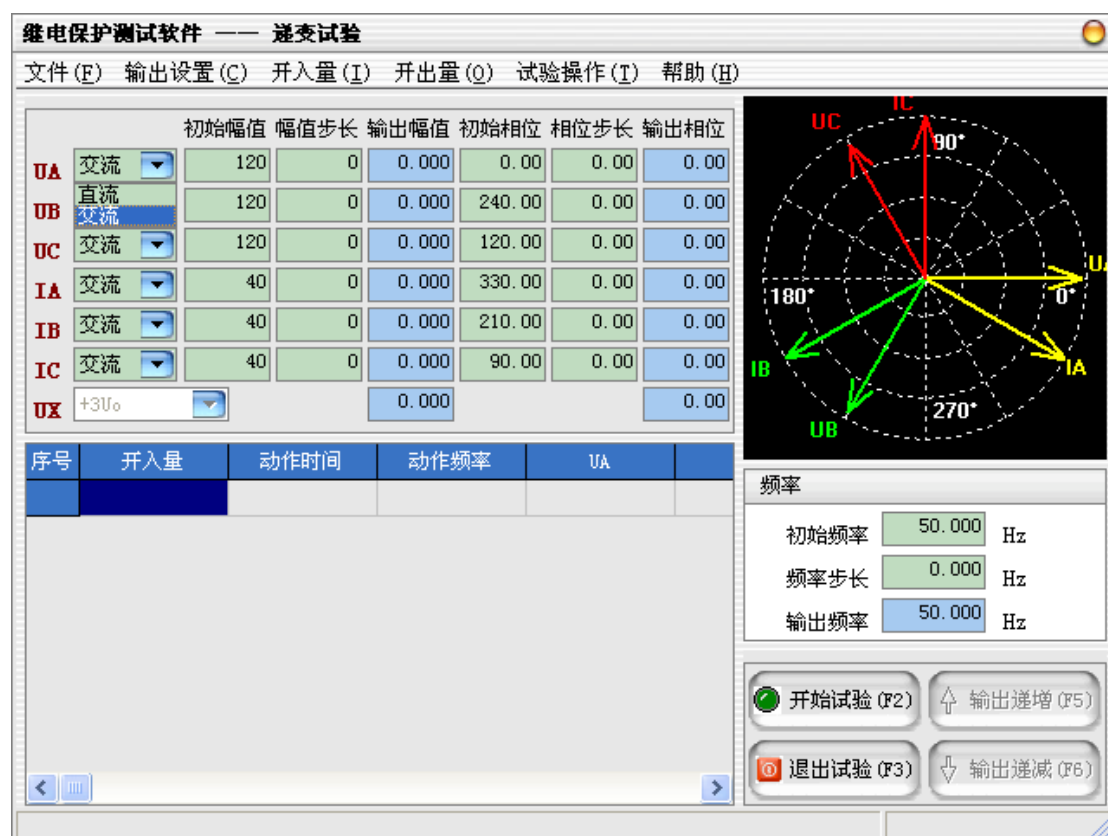 继电保护测试软件 —— 递变试验
文件(F) 输出设置(C) 开入量(I) 开出量(O) 试验操作(T) 帮助(H)
初始幅值 幅值步长 输出幅值 初始相位 相位步长 输出相位
UA 交流 120 0 0.000 0.00 0.00 0.00
直流
交流
UB 120 0 0.000 240.00 0.00 0.00
UC 交流 120 0 0.000 120.00 0.00 0.00
IA 交流 40 0 0.000 330.00 0.00 0.00
IB 交流 40 0 0.000 210.00 0.00 0.00
IC 交流 40 0 0.000 90.00 0.00 0.00
UX +3Uo 0.000 0.00
IC
UC
90°
UA
180°
0°
IB
IA
270°
UB
序号 开入量 动作时间 动作频率 UA
频率
初始频率 50.000 Hz
频率步长 0.000 Hz
输出频率 50.000 Hz
开始试验(F2) 输出递增(F5)
退出试验(F3) 输出递减(F6)